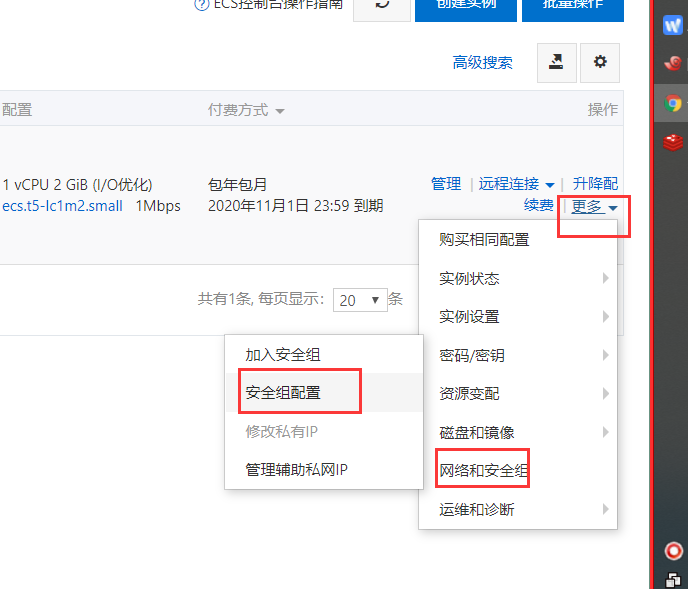 ECS控制台操作指南
创建实例
批量操作
高级搜索
配置
付费方式
操作
1 vCPU 2 GiB (I/O优化)
ecs.t5-lc1m2.small 1Mbps
包年包月
2020年11月1日 23:59 到期
管理 | 远程连接 | 升降配
续费 | 更多
共有1条, 每页显示: 20 条
购买相同配置
实例状态
实例设置
密码/密钥
资源变配
磁盘和镜像
网络和安全组
运维和诊断
加入安全组
安全组配置
修改私有IP
管理辅助私网IP